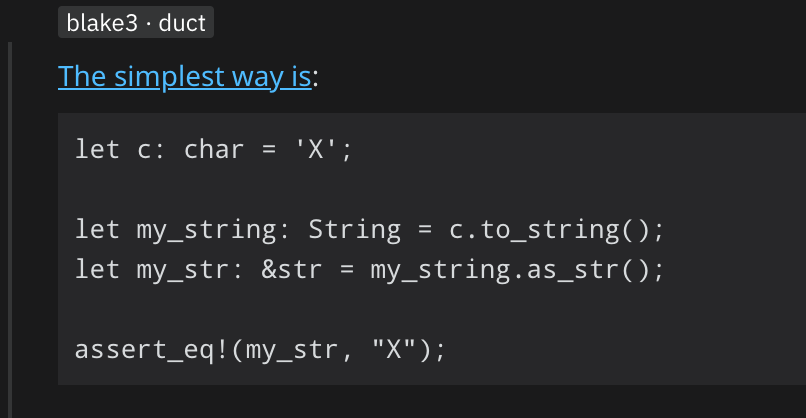 blake3 · duct
The simplest way is:
let c: char = 'X';
let my_string: String = c.to_string();
let my_str: &str = my_string.as_str();
assert_eq!(my_str, "X");